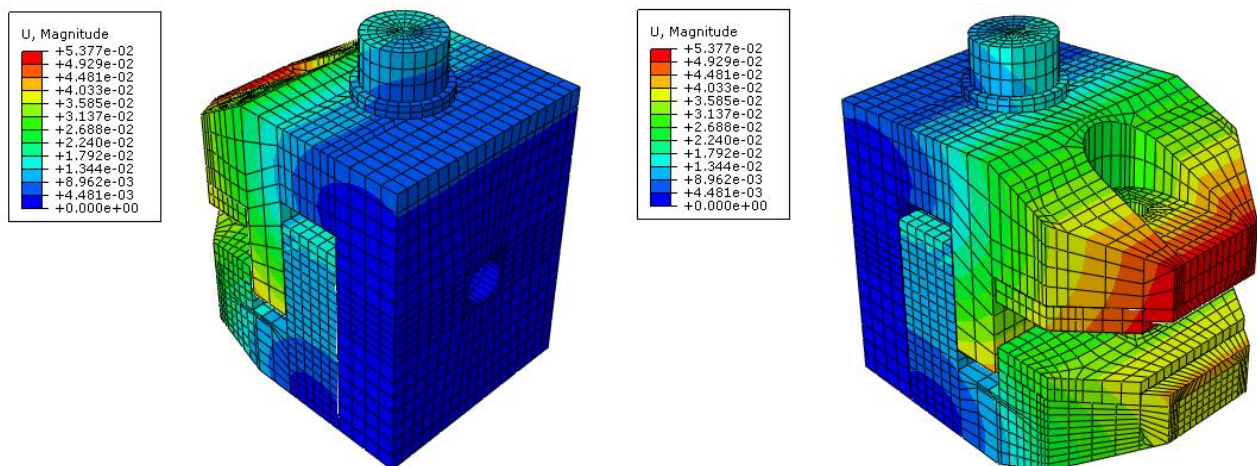 U, Magnitude
+5.377e-02
+4.929e-02
+4.481e-02
+4.033e-02
+3.585e-02
+3.137e-02
+2.688e-02
+2.240e-02
+1.792e-02
+1.344e-02
+8.962e-03
+4.481e-03
+0.000e+00
U, Magnitude
+5.377e-02
+4.929e-02
+4.481e-02
+4.033e-02
+3.585e-02
+3.137e-02
+2.688e-02
+2.240e-02
+1.792e-02
+1.344e-02
+8.962e-03
+4.481e-03
+0.000e+00